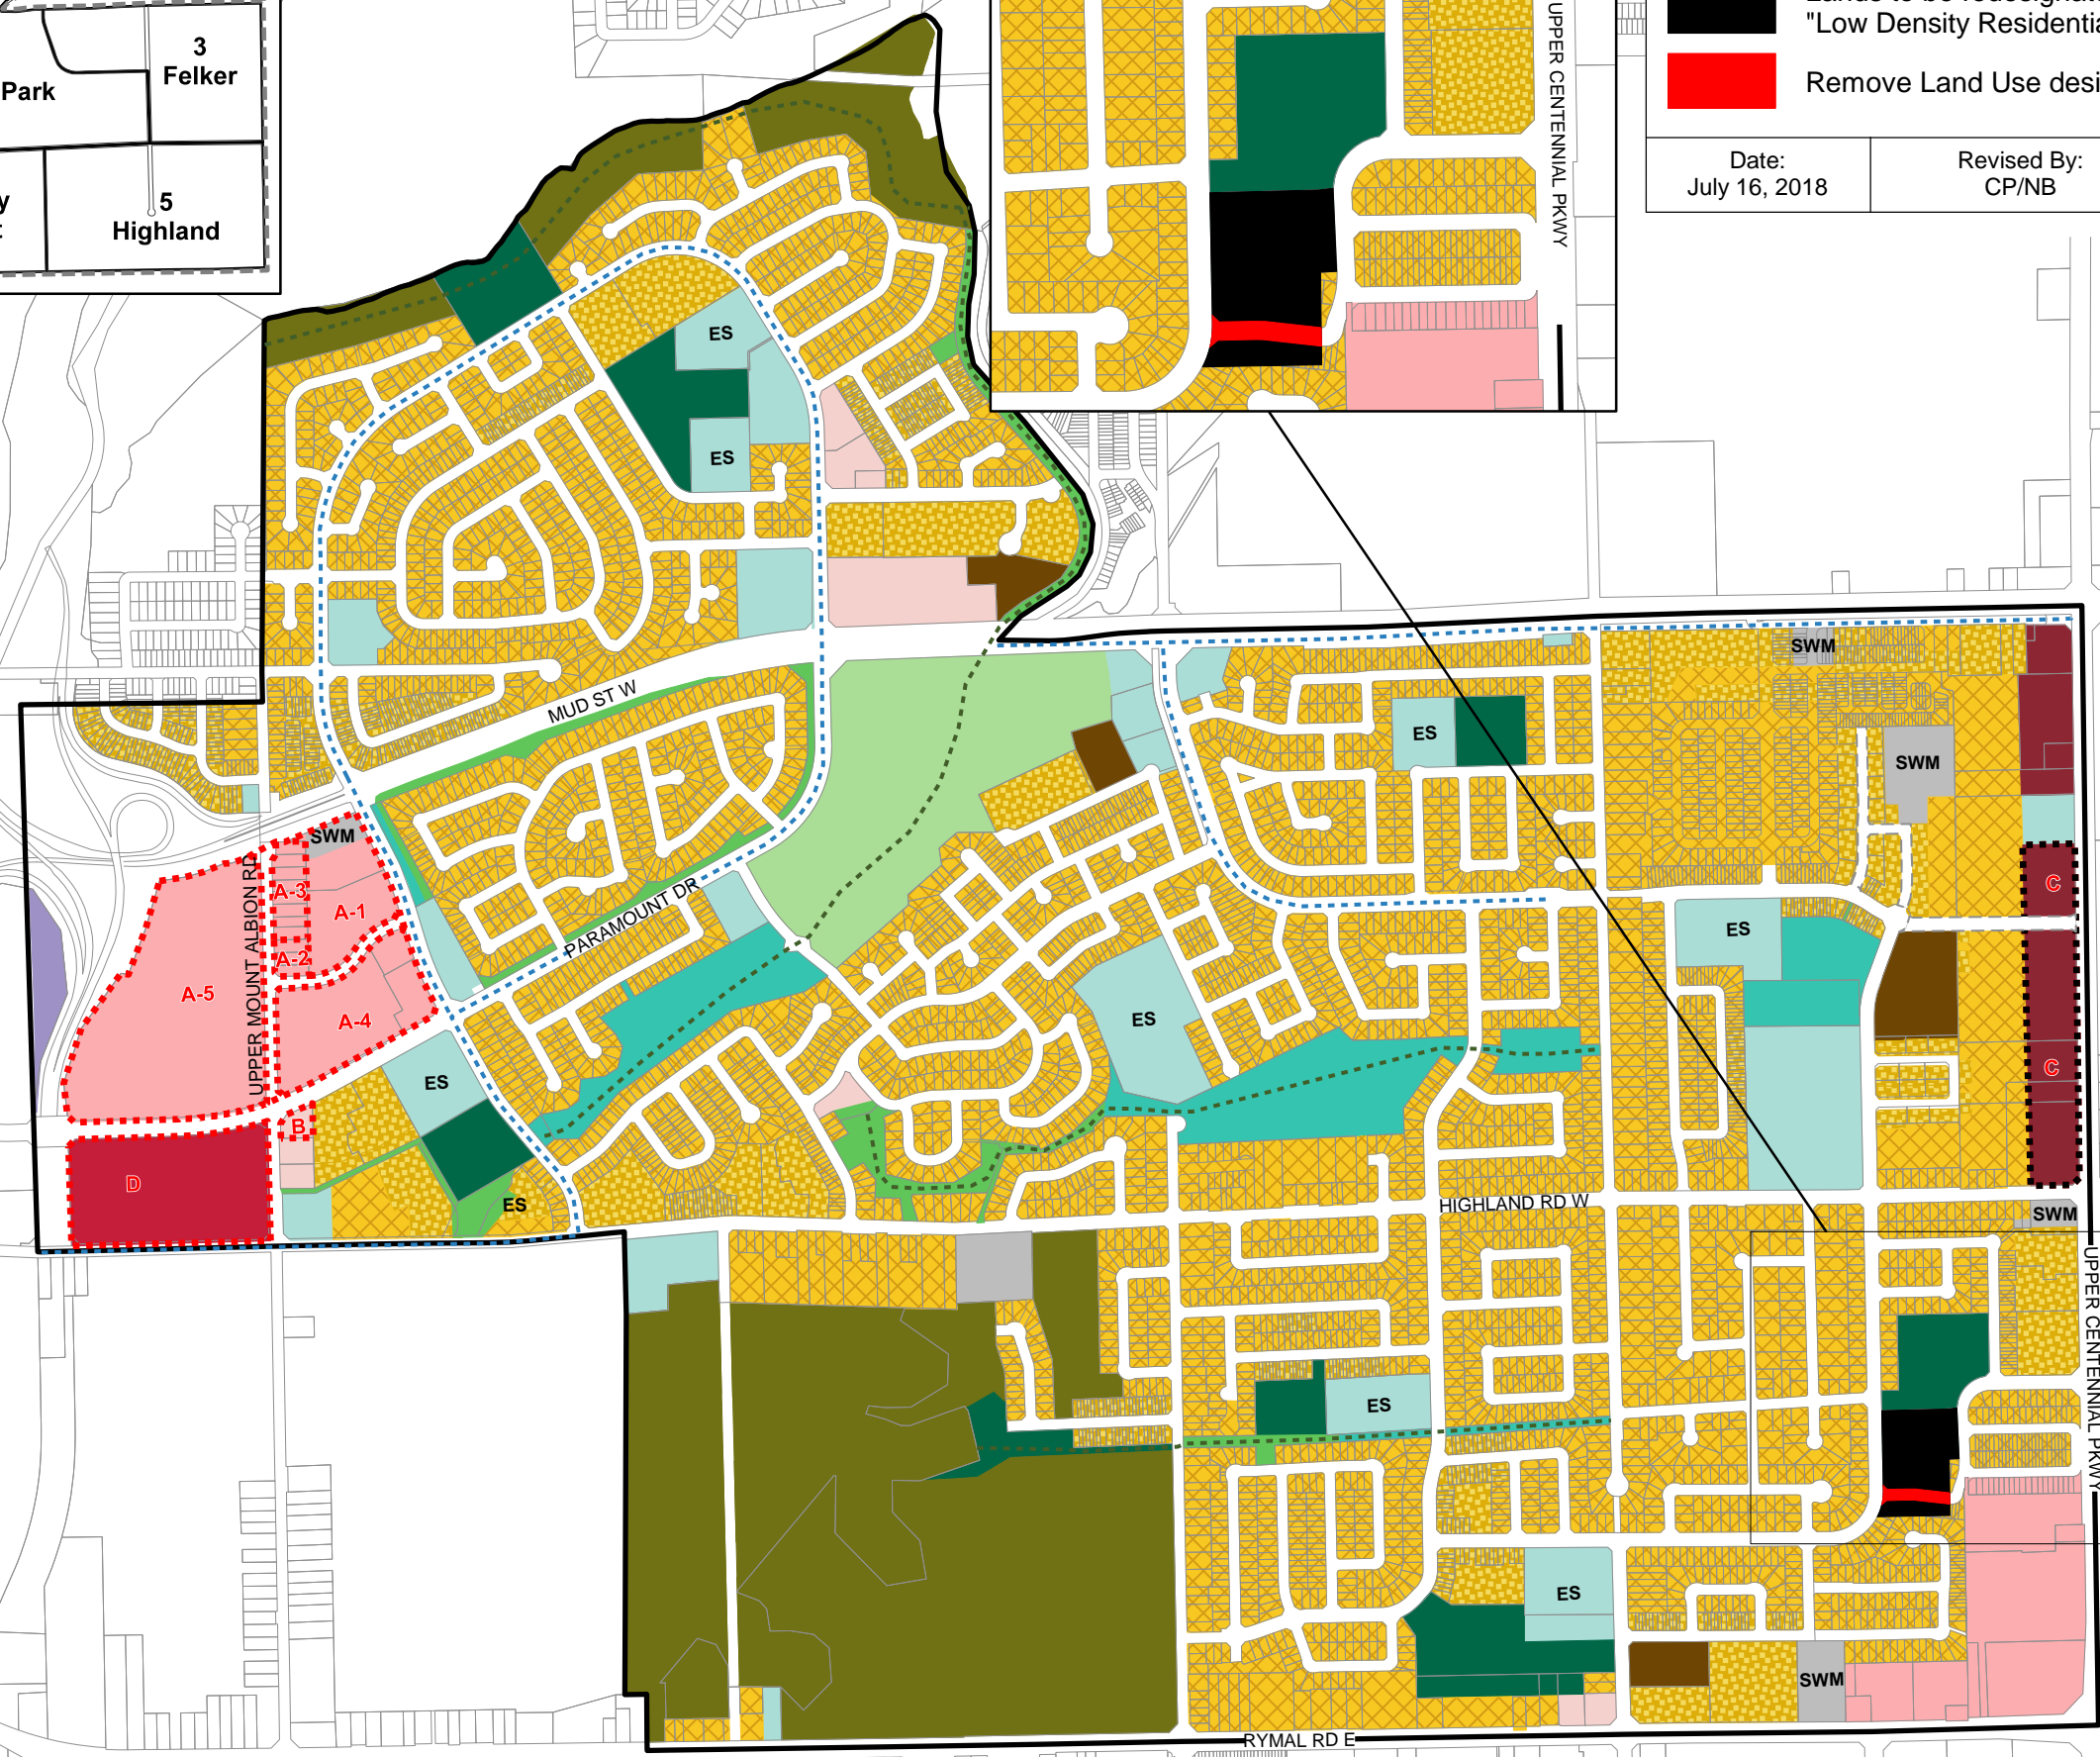 3
Felker
Park
5
Highland
UPPER CENTENNIAL PKWY
"Low Density Residentia
Remove Land Use desi
Date:
July 16, 2018
Revised By:
CP/NB
ES
ES
MUD ST W
SWM
ES
SWM
SWM
UPPER MOUNT ALBION RD
A-3
A-1
A-2
A-5
A-4
PARAMOUNT DR
C
ES
ES
ES
C
B
D
ES
HIGHLAND RD W
SWM
UPPER CENTENNIAL PKWY
ES
ES
SWM
RYMAL RD E